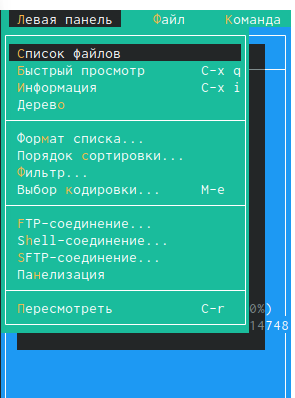 Левая панель Файл Команда
Список файлов
Быстрый просмотр C-x q
Информация C-x i
Дерево
Формат списка...
Порядок сортировки...
Фильтр...
Выбор кодировки... M-e
FTP-соединение...
Shell-соединение...
SFTP-соединение...
Панелизация
Пересмотреть C-r 0%)
14748